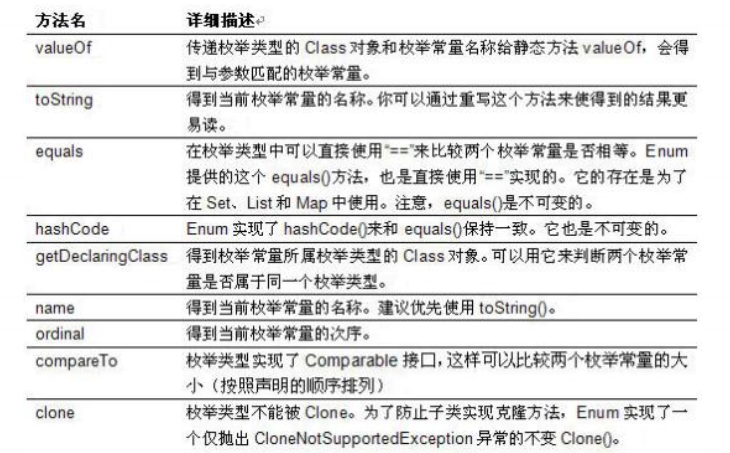 方法名 详细描述
valueOf 传递枚举类型的 Class 对象和枚举常量名称给静态方法 valueOf，会得
到与参数匹配的枚举常量。
toString 得到当前枚举常量的名称。你可以通过重写这个方法来使得到的结果更
易读。
equals 在枚举类型中可以直接使用“==”来比较两个枚举常量是否相等。Enum
提供的这个 equals()方法，也是直接使用“==”实现的。它的存在是为了
在 Set、List 和 Map 中使用。注意，equals()是不可变的。
hashCode Enum 实现了 hashCode()来和 equals()保持一致。它也是不可变的。
getDeclaringClass 得到枚举常量所属枚举类型的 Class 对象。可以用它来判断两个枚举常
量是否属于同一个枚举类型。
name 得到当前枚举常量的名称。建议优先使用 toString()。
ordinal 得到当前枚举常量的次序。
compareTo 枚举类型实现了 Comparable 接口，这样可以比较两个枚举常量的大
小（按照声明的顺序排列）
clone 枚举类型不能被 Clone。为了防止子类实现克隆方法，Enum 实现了一
个仅抛出 CloneNotSupportedException 异常的不变 Clone()。